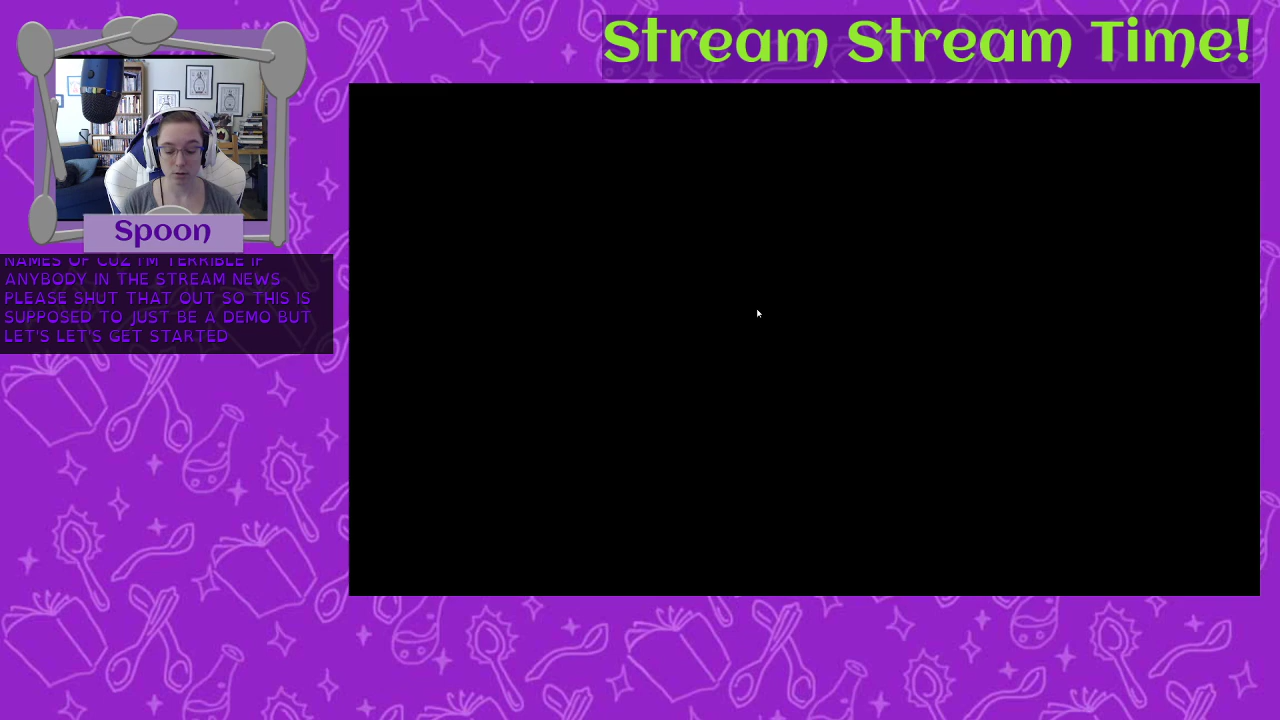 Stream Stream Time!
Spoon
NAMES OF CUZ I'M TERRIBLE IF
ANYBODY IN THE STREAM NEWS
PLEASE SHUT THAT OUT SO THIS IS
SUPPOSED TO JUST BE A DEMO BUT
LET'S LET'S GET STARTED